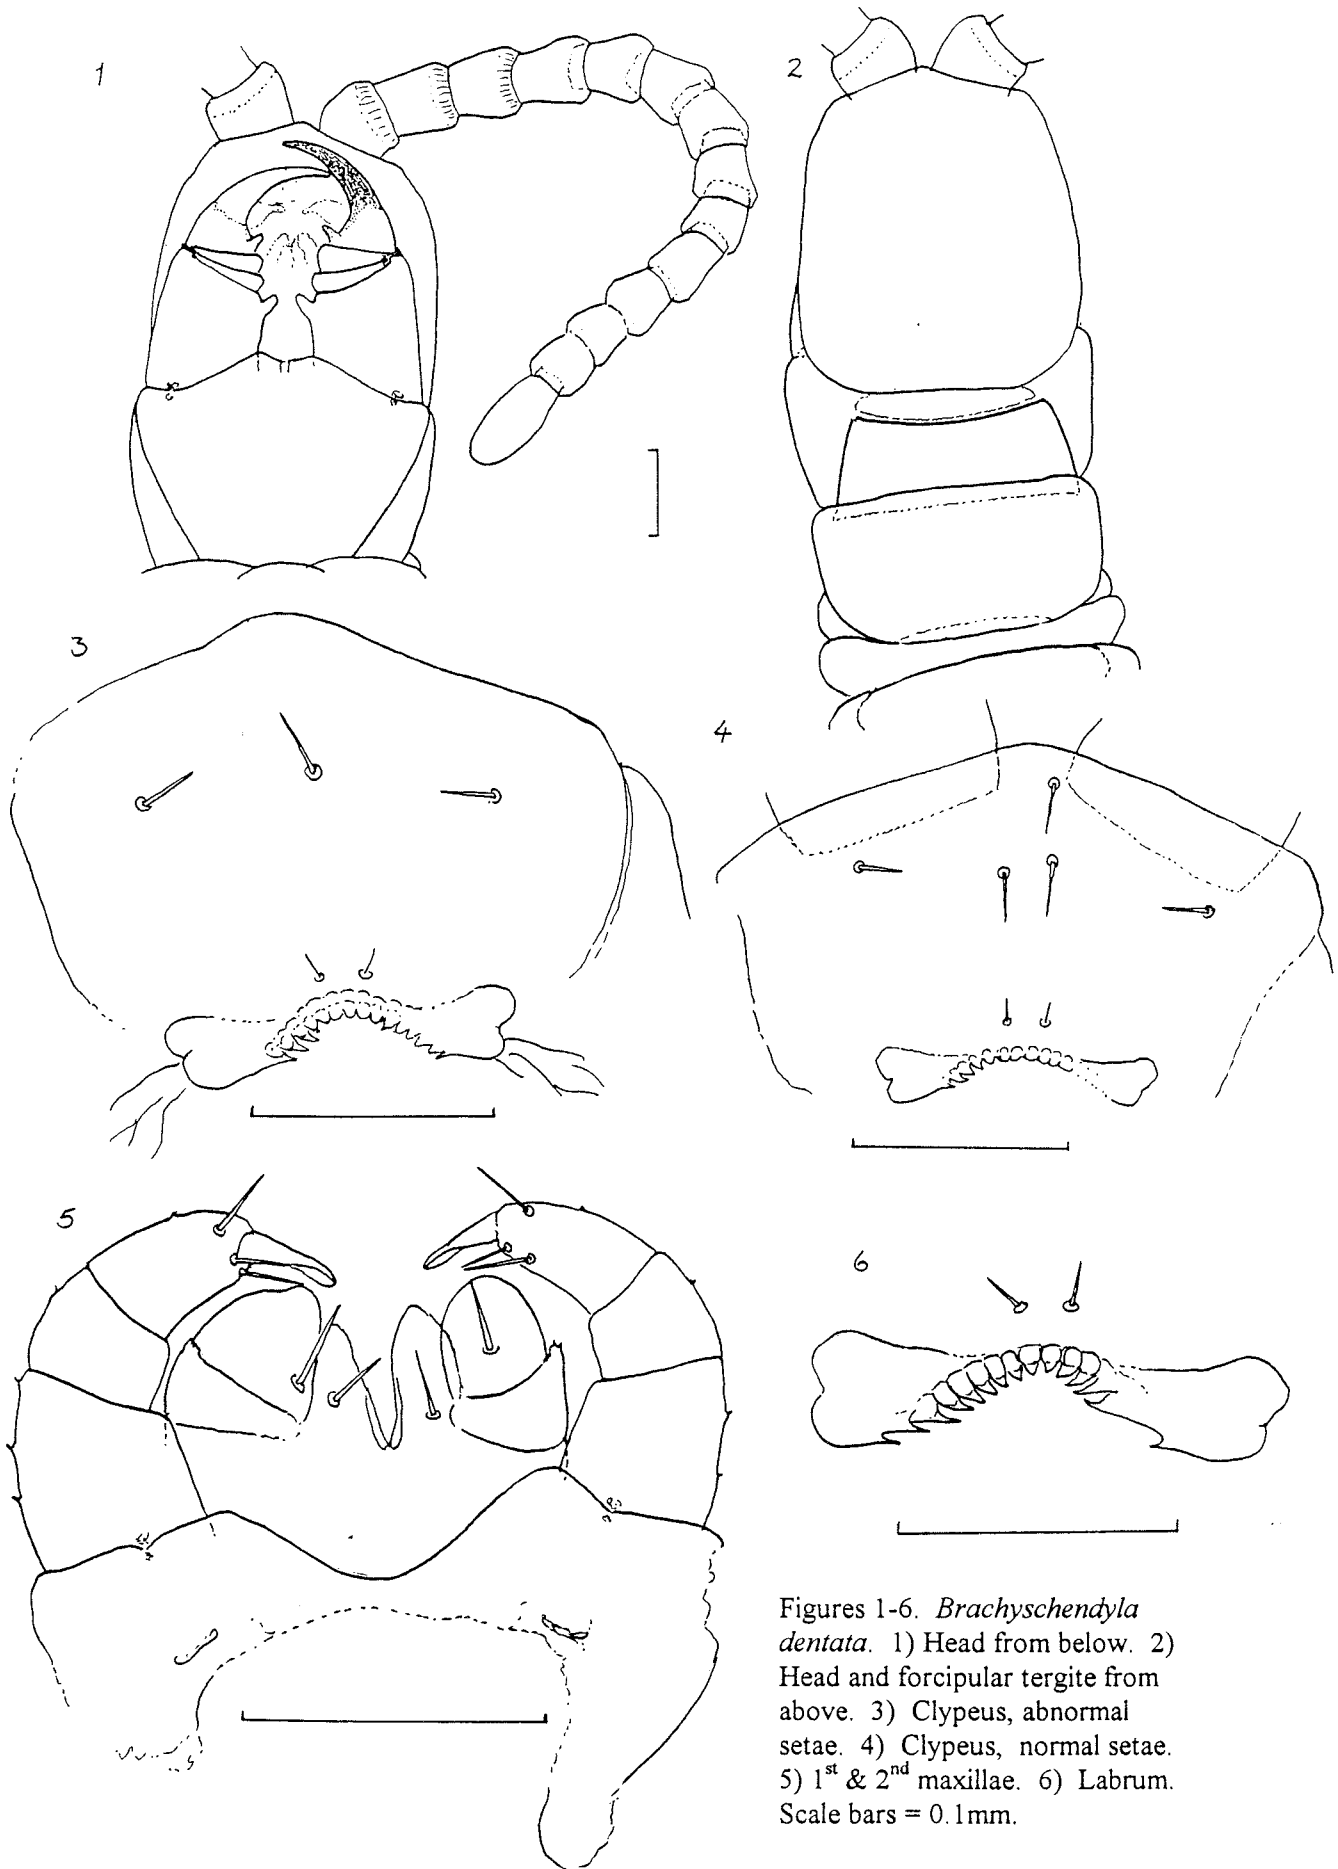 1
2
3
4
5
6
Figures 1-6. Brachyschendyla
dentata. 1) Head from below. 2)
Head and forcipular tergite from
above. 3) Clypeus, abnormal
setae. 4) Clypeus, normal setae.
5) 1st & 2nd maxillae. 6) Labrum.
Scale bars = 0.1mm.